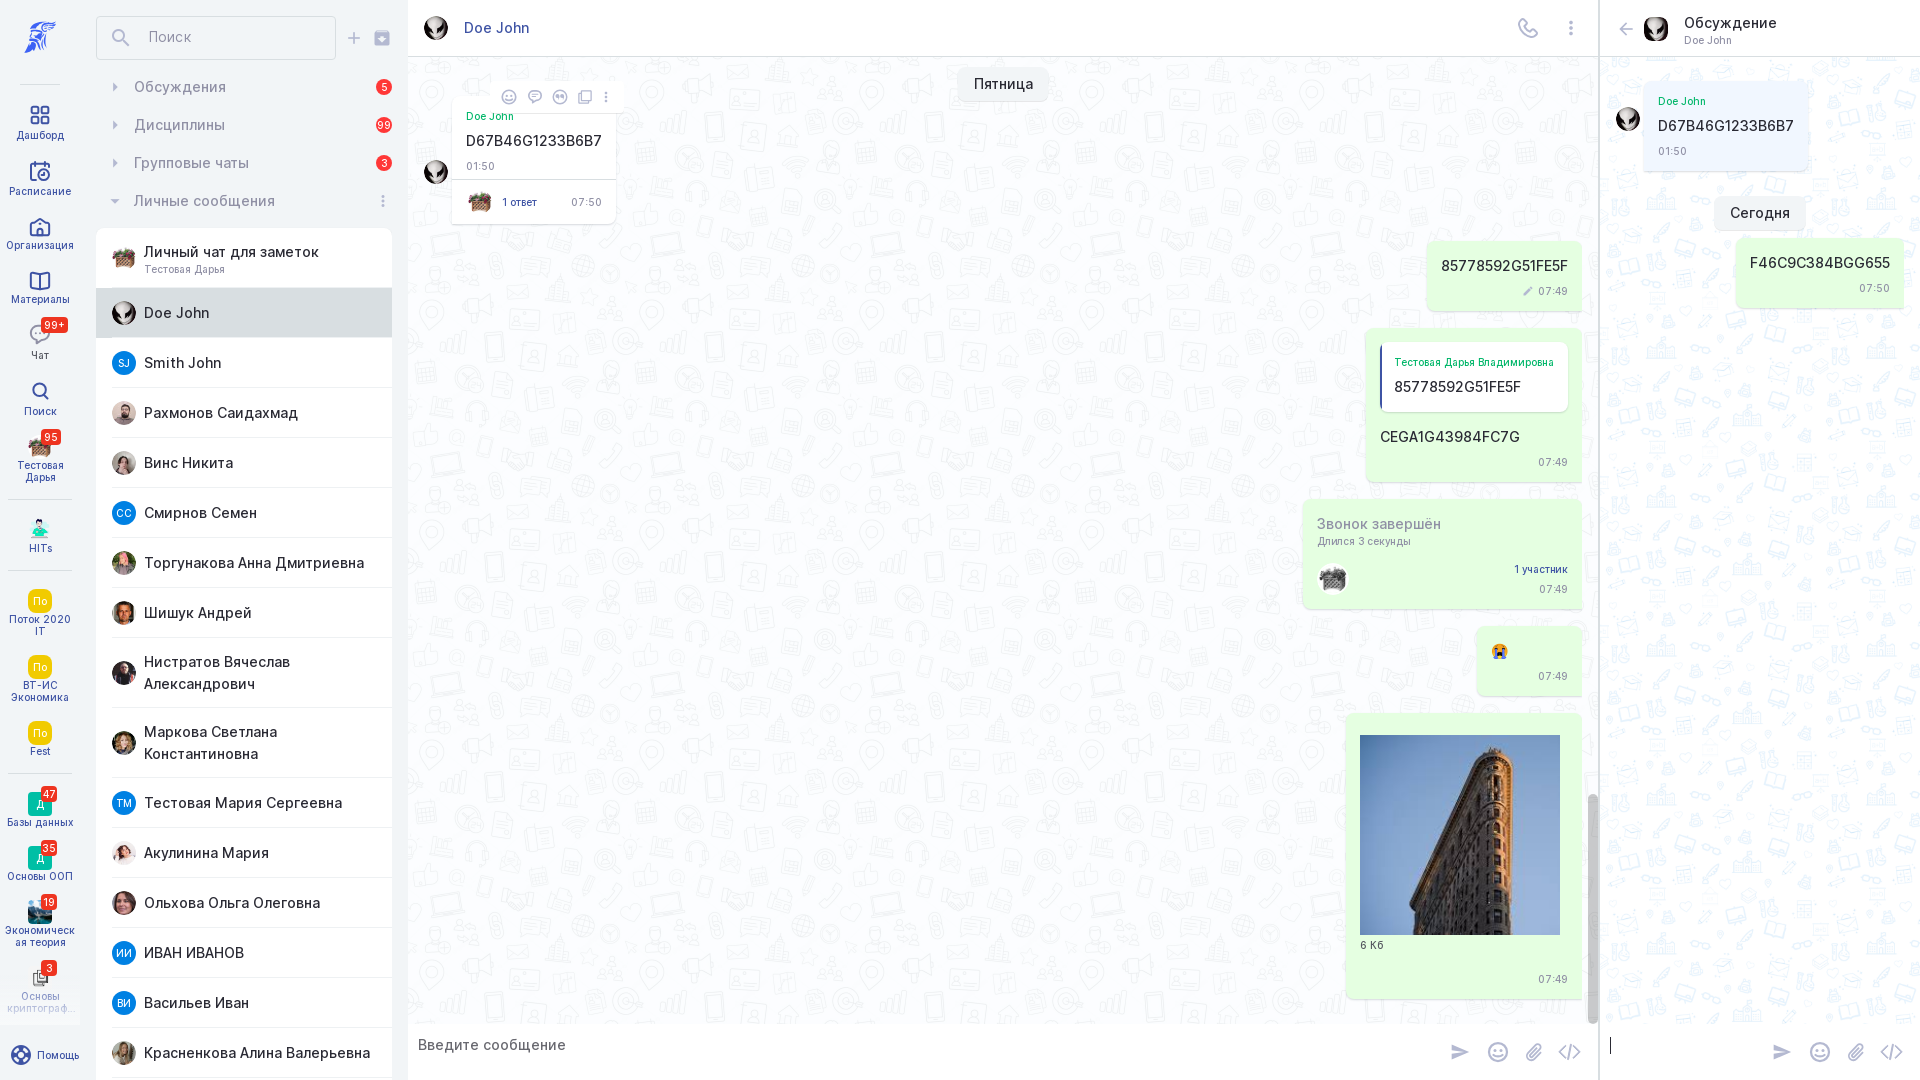 Дашборд
Расписание
Организация
Материалы
99+
Чат
Поиск
95
Тестовая
Дарья
HITs
По
Поток 2020
IT
По
ВТ-ИС
Экономика
По
Fest
47
Д
Базы данных
35
Д
Основы ООП
19
Экономическ
ая теория
3
Основы
криптограф...
Помощь
Поиск
Обсуждения
5
Дисциплины
99
Групповые чаты
3
Личные сообщения
Личный чат для заметок
Тестовая Дарья
Doe John
SJ
Smith John
Рахмонов Саидахмад
Винс Никита
СС
Смирнов Семен
Торгунакова Анна Дмитриевна
Шишук Андрей
Нистратов Вячеслав
Александрович
Маркова Светлана
Константиновна
ТМ
Тестовая Мария Сергеевна
Акулинина Мария
Ольхова Ольга Олеговна
ИИ
ИВАН ИВАНОВ
ВИ
Васильев Иван
Красненкова Алина Валерьевна
Doe John
Пятница
Doe John
D67B46G1233B6B7
01:50
1 ответ
07:50
85778592G51FE5F
07:49
Тестовая Дарья Владимировна
85778592G51FE5F
CEGA1G43984FC7G
07:49
Звонок завершён
Длился 3 секунды
1 участник
07:49
07:49
6 Кб
07:49
Введите сообщение
Обсуждение
Doe John
Doe John
D67B46G1233B6B7
01:50
Сегодня
F46C9C384BGG655
07:50